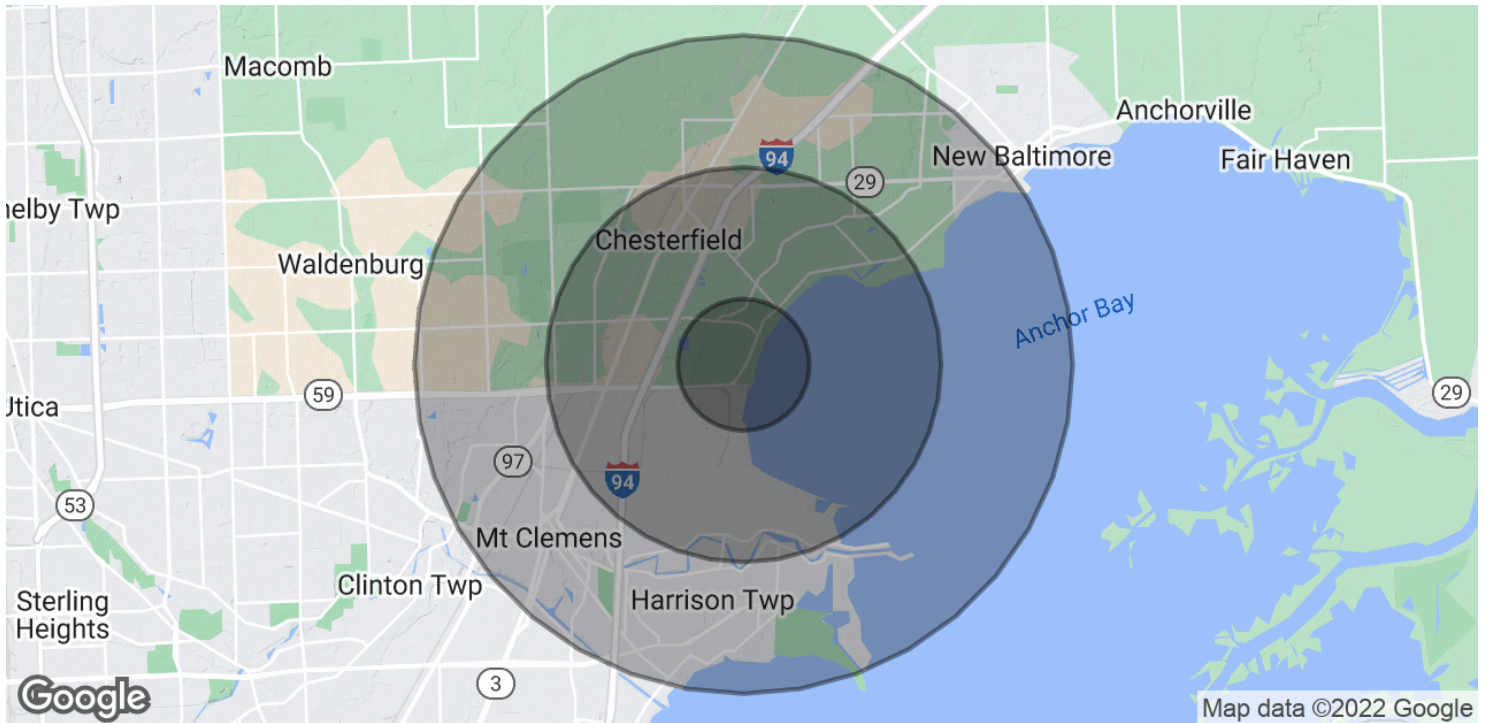 Macomb
Anchorville
94
New Baltimore
Fair Haven
29
helby Twp
Chesterfield
Waldenburg
Anchor Bay
59
29
Utica
97
94
53
Mt Clemens
Clinton Twp
Sterling
Heights
Harrison Twp
3
Google
Map data ©2022 Google